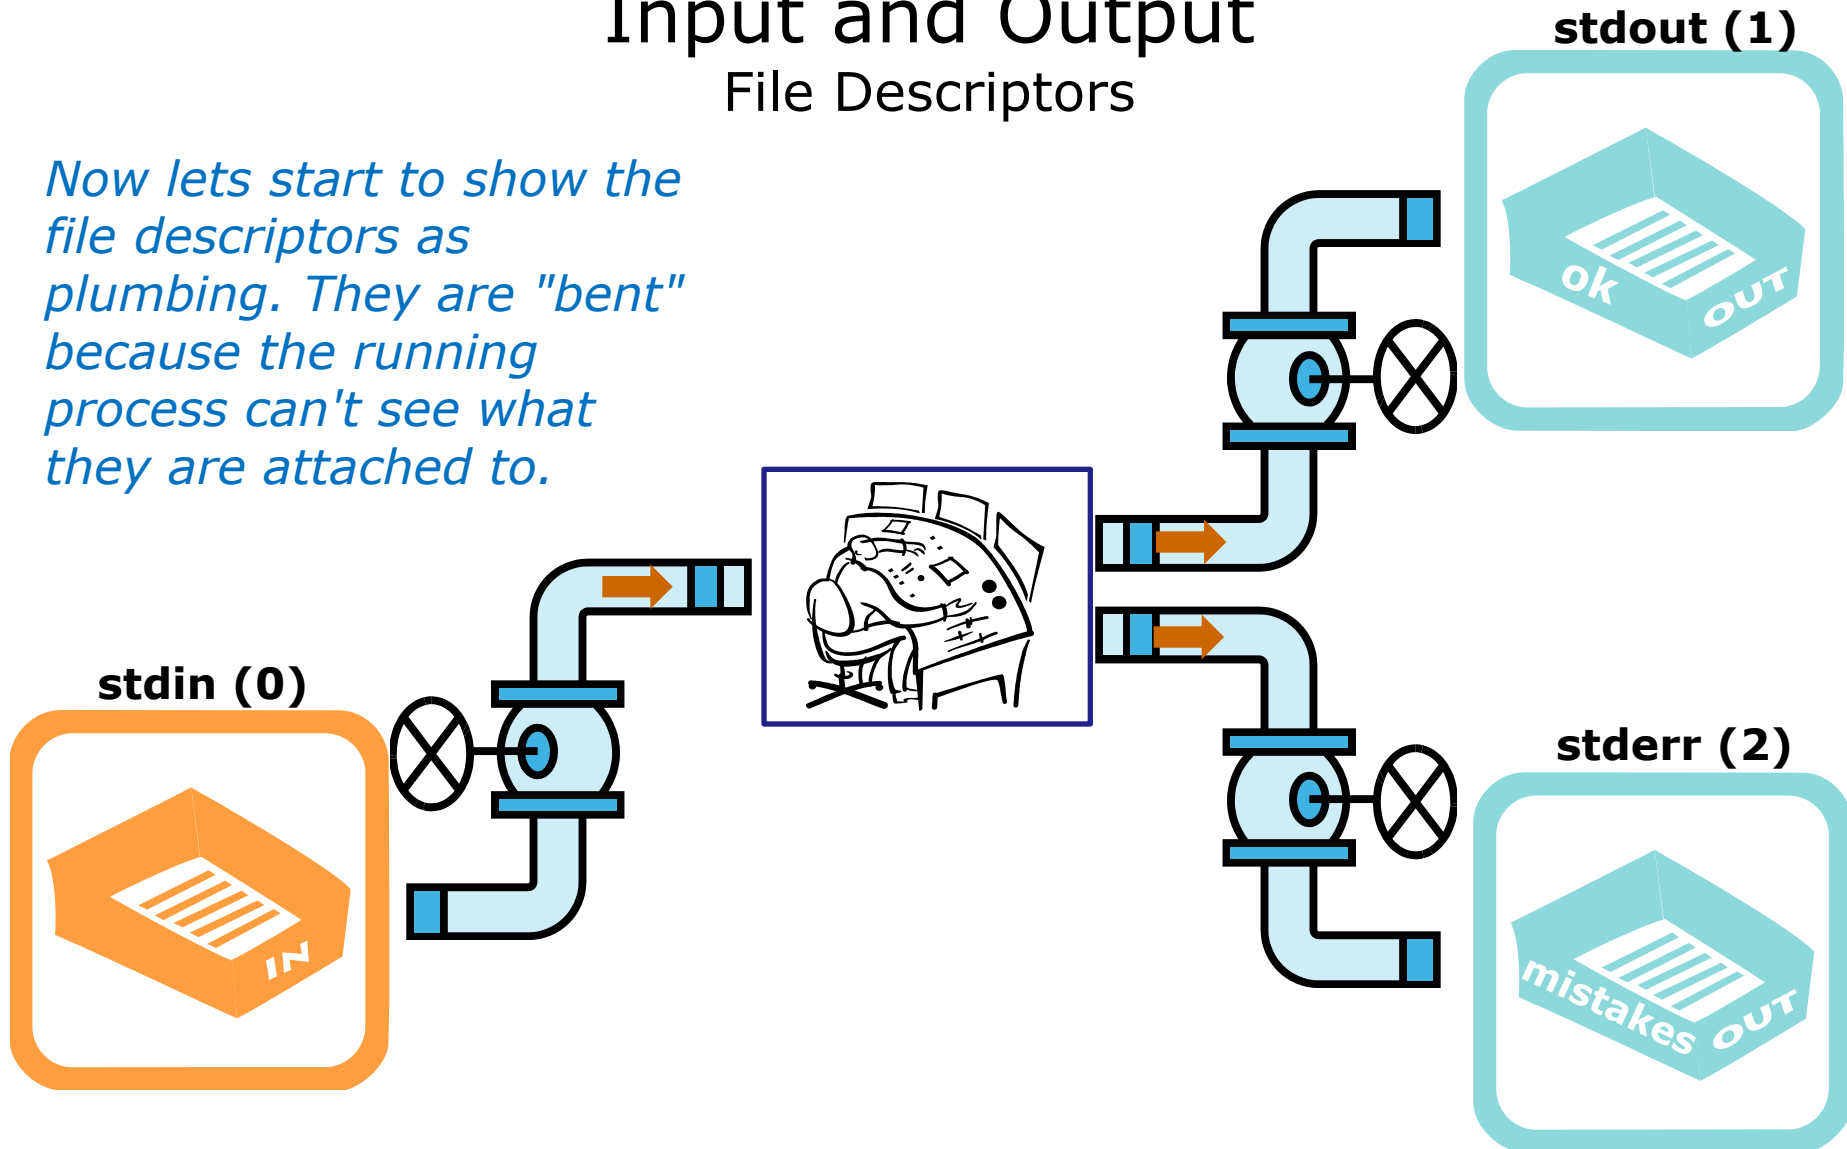 Input and Output
File Descriptors
stdout (1)
Now lets start to show the
file descriptors as
plumbing. They are "bent"
because the running
process can't see what
they are attached to.
ok
OUT
stdin (0)
IN
stderr (2)
mistakes
OUT